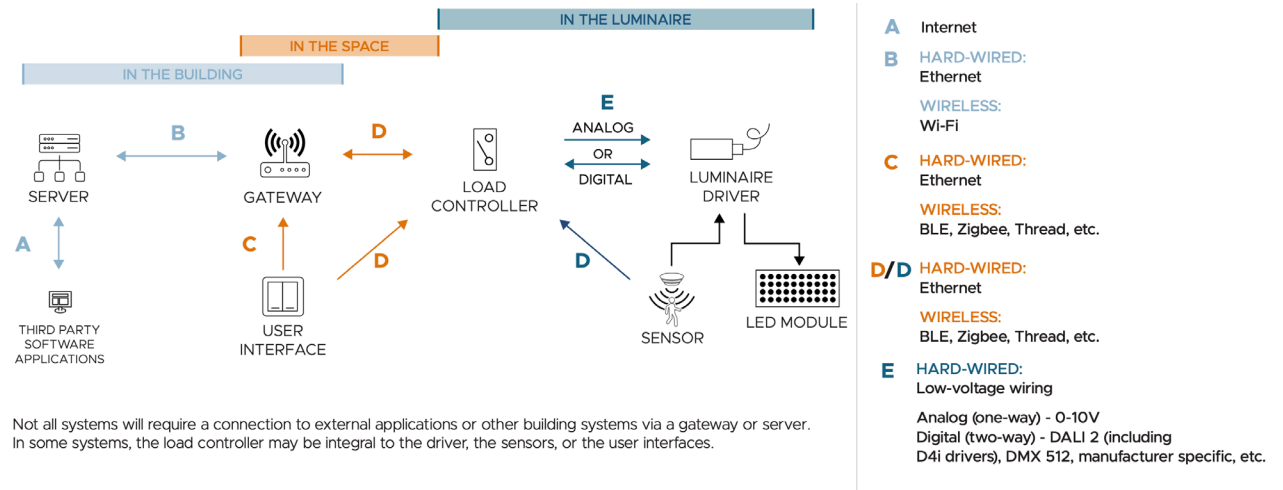 IN THE LUMINAIRE
IN THE SPACE
IN THE BUILDING
SERVER
B
GATEWAY
D
LOAD
CONTROLLER
E
ANALOG
OR
DIGITAL
LUMINAIRE
DRIVER
A
THIRD PARTY
SOFTWARE
APPLICATIONS
C
USER
INTERFACE
D
D
SENSOR
LED MODULE
Not all systems will require a connection to external applications or other building systems via a gateway or server.
In some systems, the load controller may be integral to the driver, the sensors, or the user interfaces.
A Internet
B HARD-WIRED:
Ethernet
WIRELESS:
Wi-Fi
C HARD-WIRED:
Ethernet
WIRELESS:
BLE, Zigbee, Thread, etc.
D/D HARD-WIRED:
Ethernet
WIRELESS:
BLE, Zigbee, Thread, etc.
E HARD-WIRED:
Low-voltage wiring
Analog (one-way) - 0-10V
Digital (two-way) - DALI 2 (including
D4i drivers), DMX 512, manufacturer specific, etc.